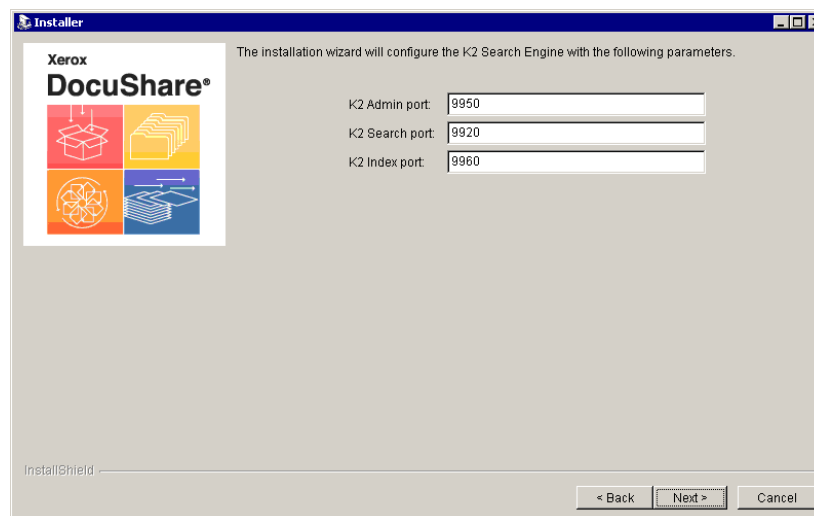 Installer
Xerox
DocuShare®
The installation wizard will configure the K2 Search Engine with the following parameters.
K2 Admin port: 9950
K2 Search port: 9920
K2 Index port: 9960
InstallShield
< Back Next > Cancel